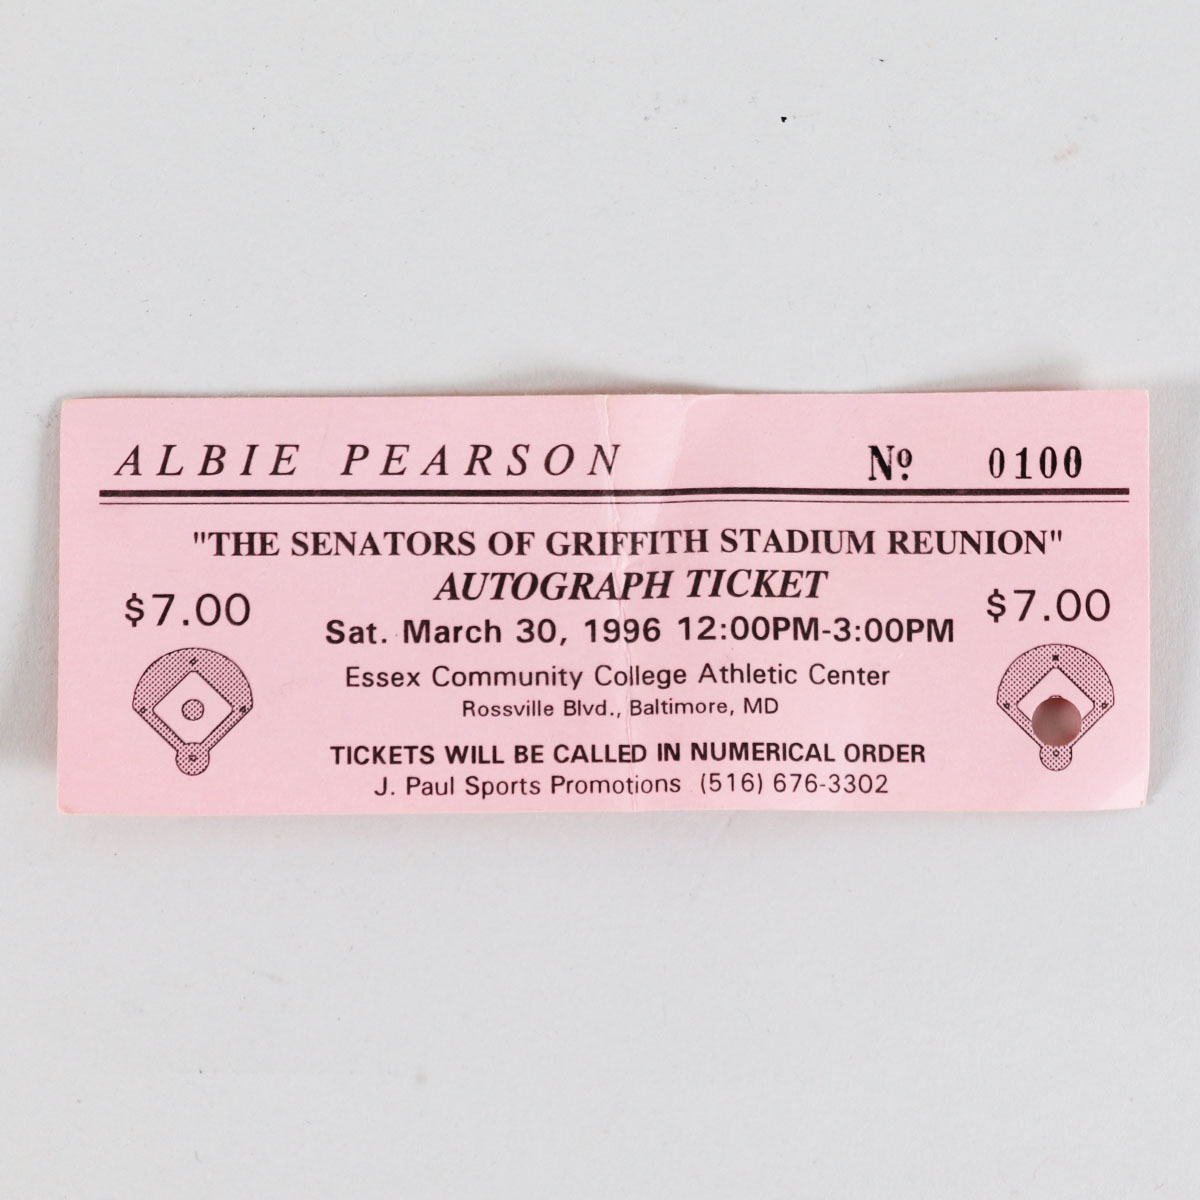 ALBIE PEARSON Nº 0100
"THE SENATORS OF GRIFFITH STADIUM REUNION"
AUTOGRAPH TICKET
$7.00 $7.00
Sat. March 30, 1996 12:00PM-3:00PM
Essex Community College Athletic Center
Rossville Blvd., Baltimore, MD
TICKETS WILL BE CALLED IN NUMERICAL ORDER
J. Paul Sports Promotions (516) 676-3302